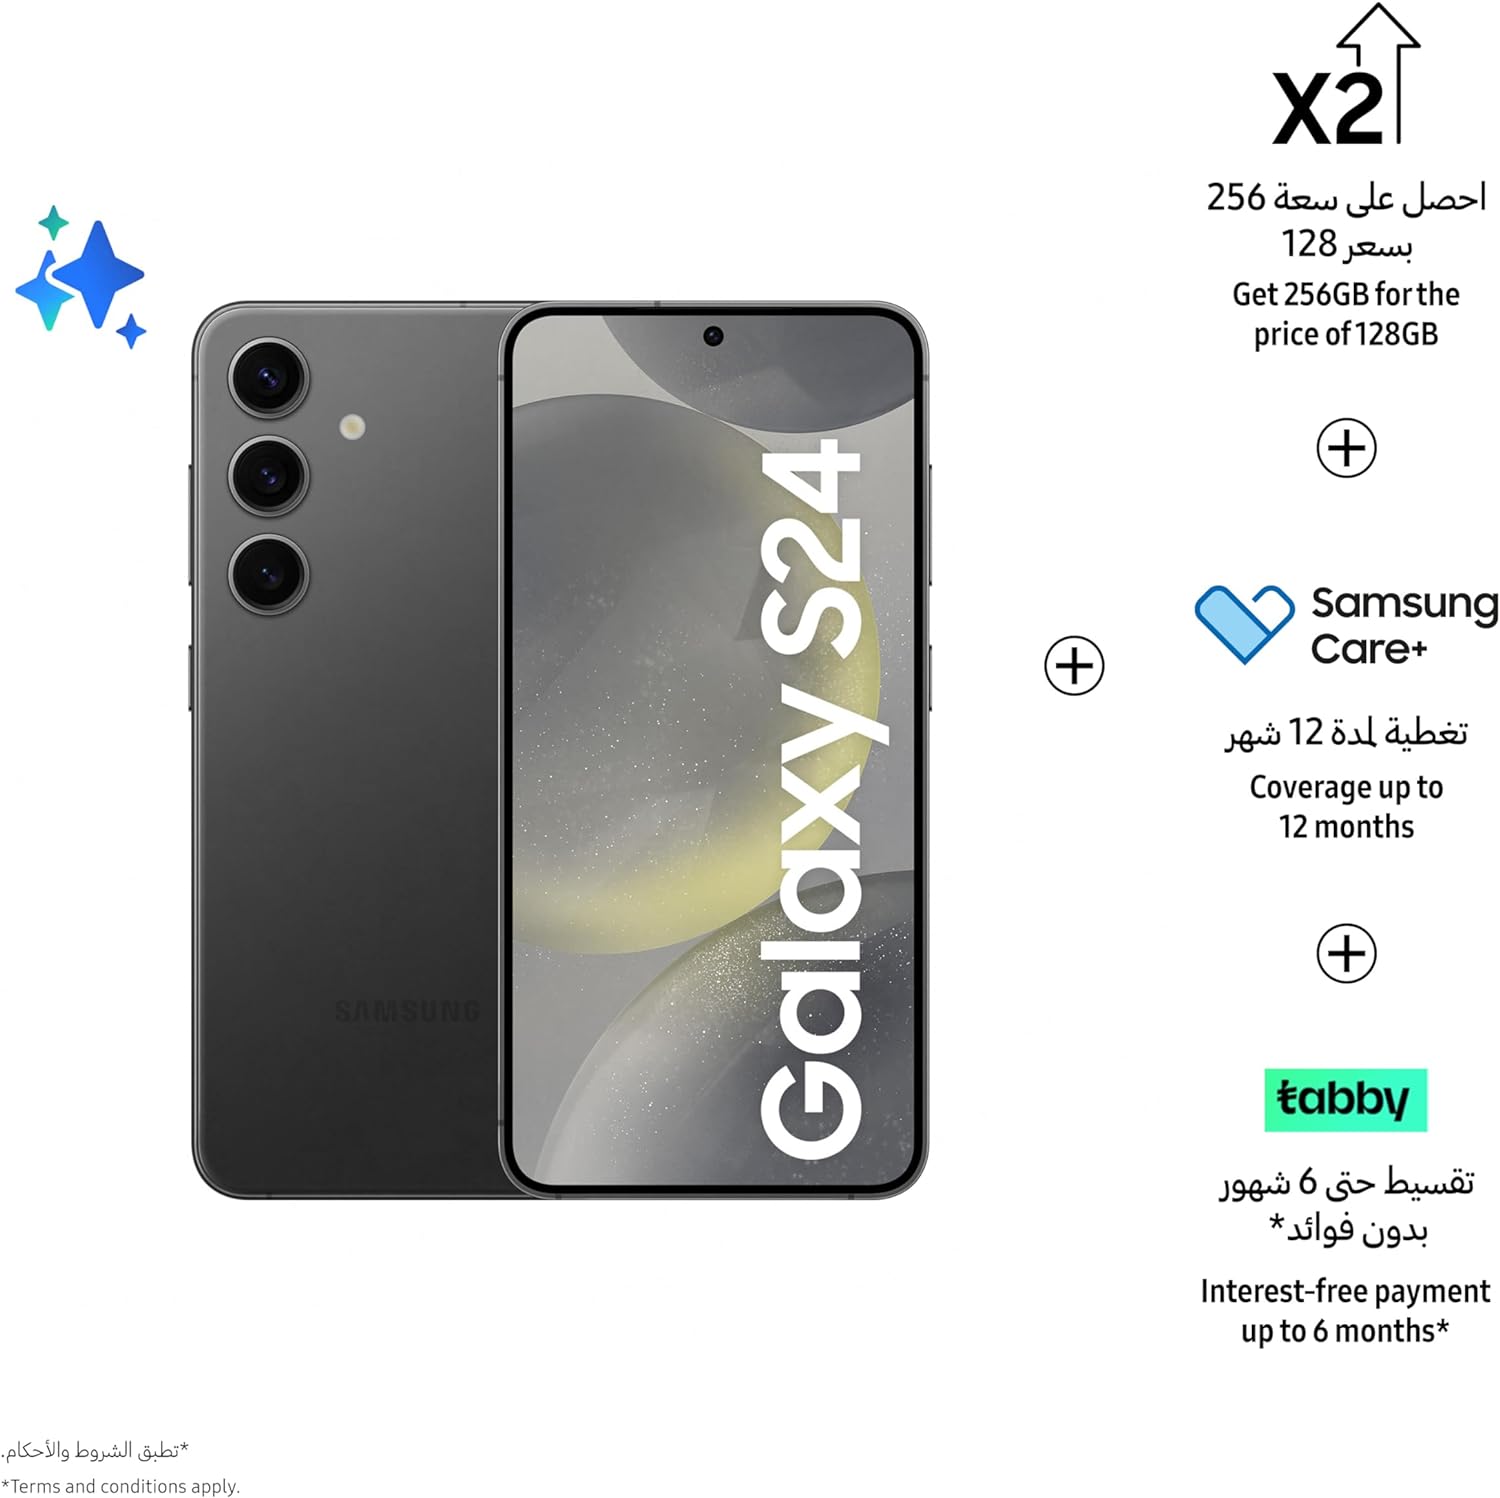 X2
احصل على سعة 256
بسعر 128
Get 256GB for the
price of 128GB
SAMSUNG
Galaxy S24
Samsung
Care+
تغطية لمدة 12 شهر
Coverage up to
12 months
tabby
تقسيط حتى 6 شهور
بدون فوائد*
Interest-free payment
up to 6 months*
*تطبق الشروط والأحكام.
*Terms and conditions apply.